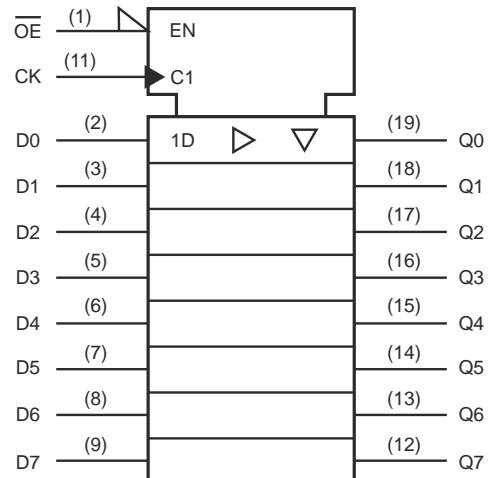 O̅E̅ (1) EN
CK (11) C1
D0 (2) 1D (19) Q0
D1 (3) (18) Q1
D2 (4) (17) Q2
D3 (5) (16) Q3
D4 (6) (15) Q4
D5 (7) (14) Q5
D6 (8) (13) Q6
D7 (9) (12) Q7